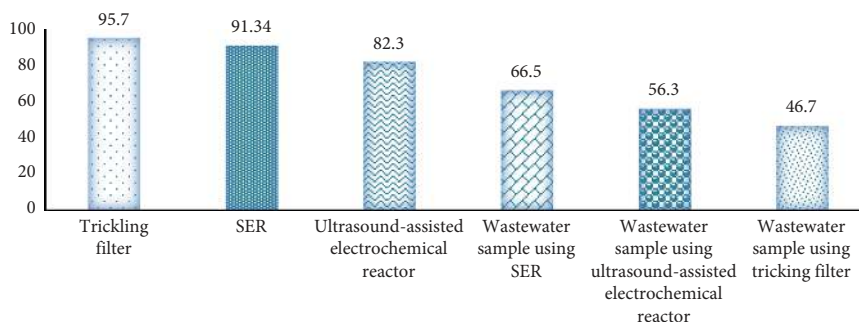 100
80
60
40
20
0
95.7
91.34
82.3
66.5
56.3
46.7
Trickling
filter
SER
Ultrasound-assisted
electrochemical
reactor
Wastewater
sample using
SER
Wastewater
sample using
ultrasound-assisted
electrochemical
reactor
Wastewater
sample using
tricking filter